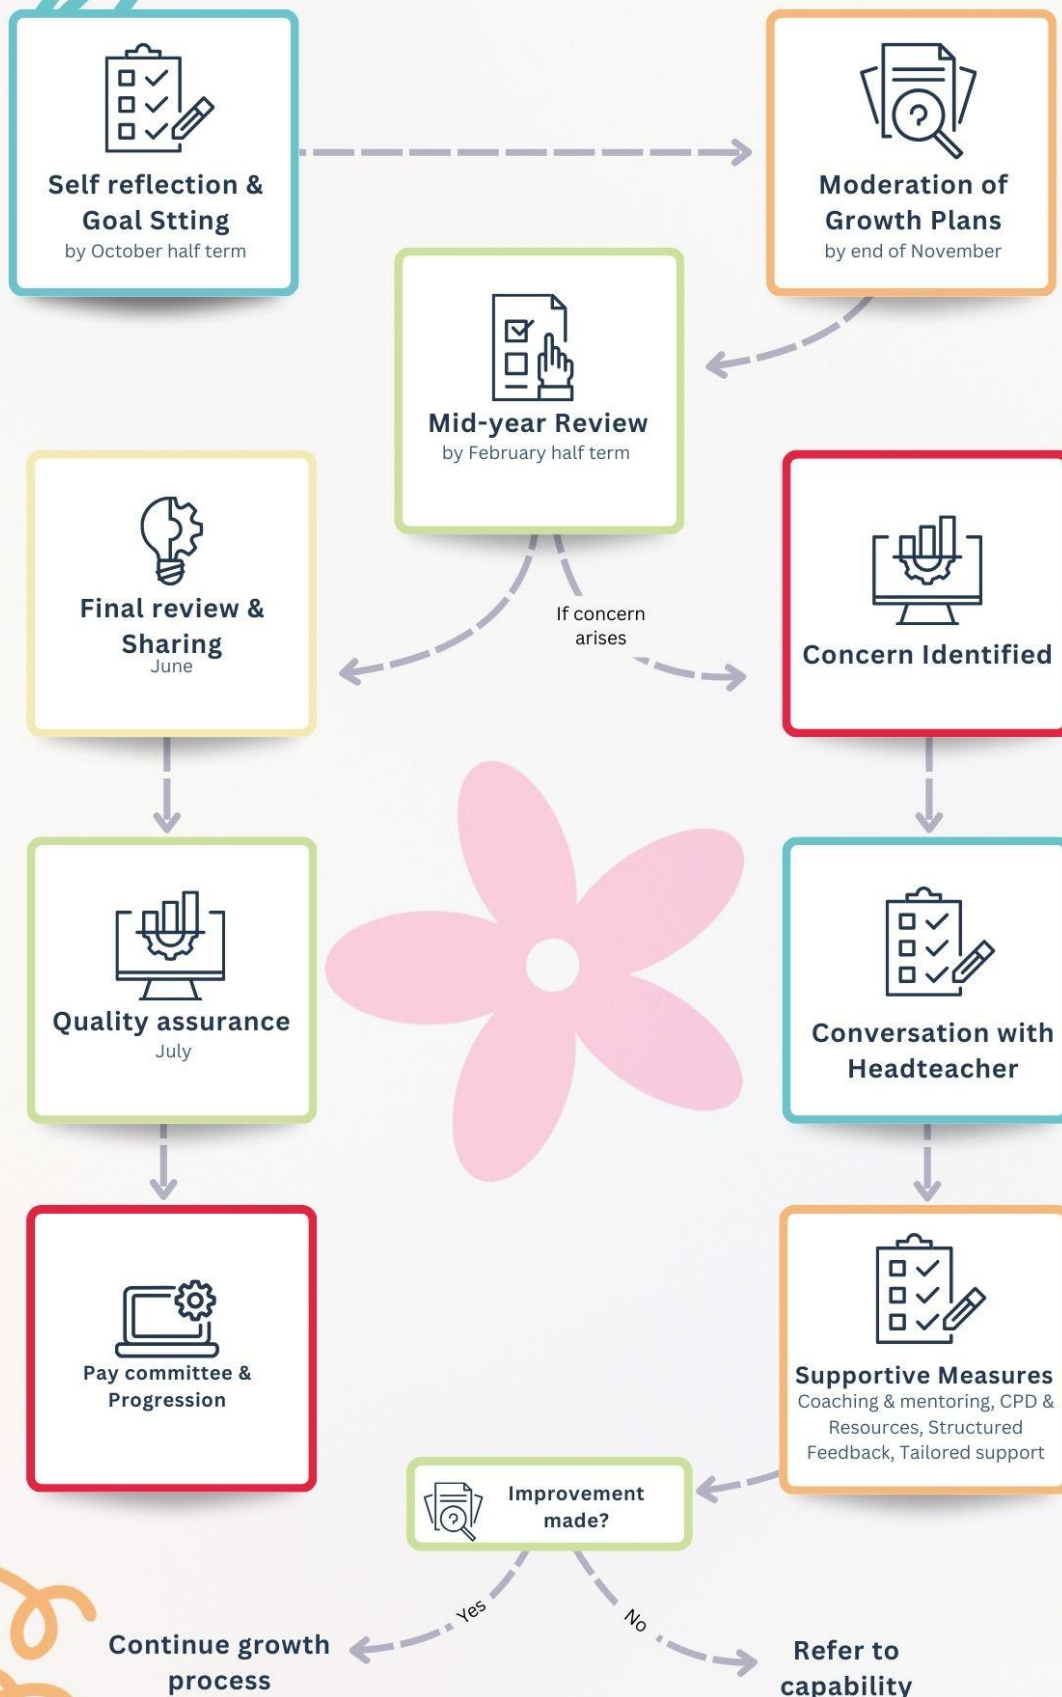 Self reflection &
Goal Stting
by October half term
Moderation of
Growth Plans
by end of November
Mid-year Review
by February half term
If concern
arises
Final review &
Sharing
June
Concern Identified
Quality assurance
July
Conversation with
Headteacher
Pay committee &
Progression
Supportive Measures
Coaching & mentoring, CPD &
Resources, Structured
Feedback, Tailored support
Improvement
made?
Yes
No
Continue growth
process
Refer to
capability